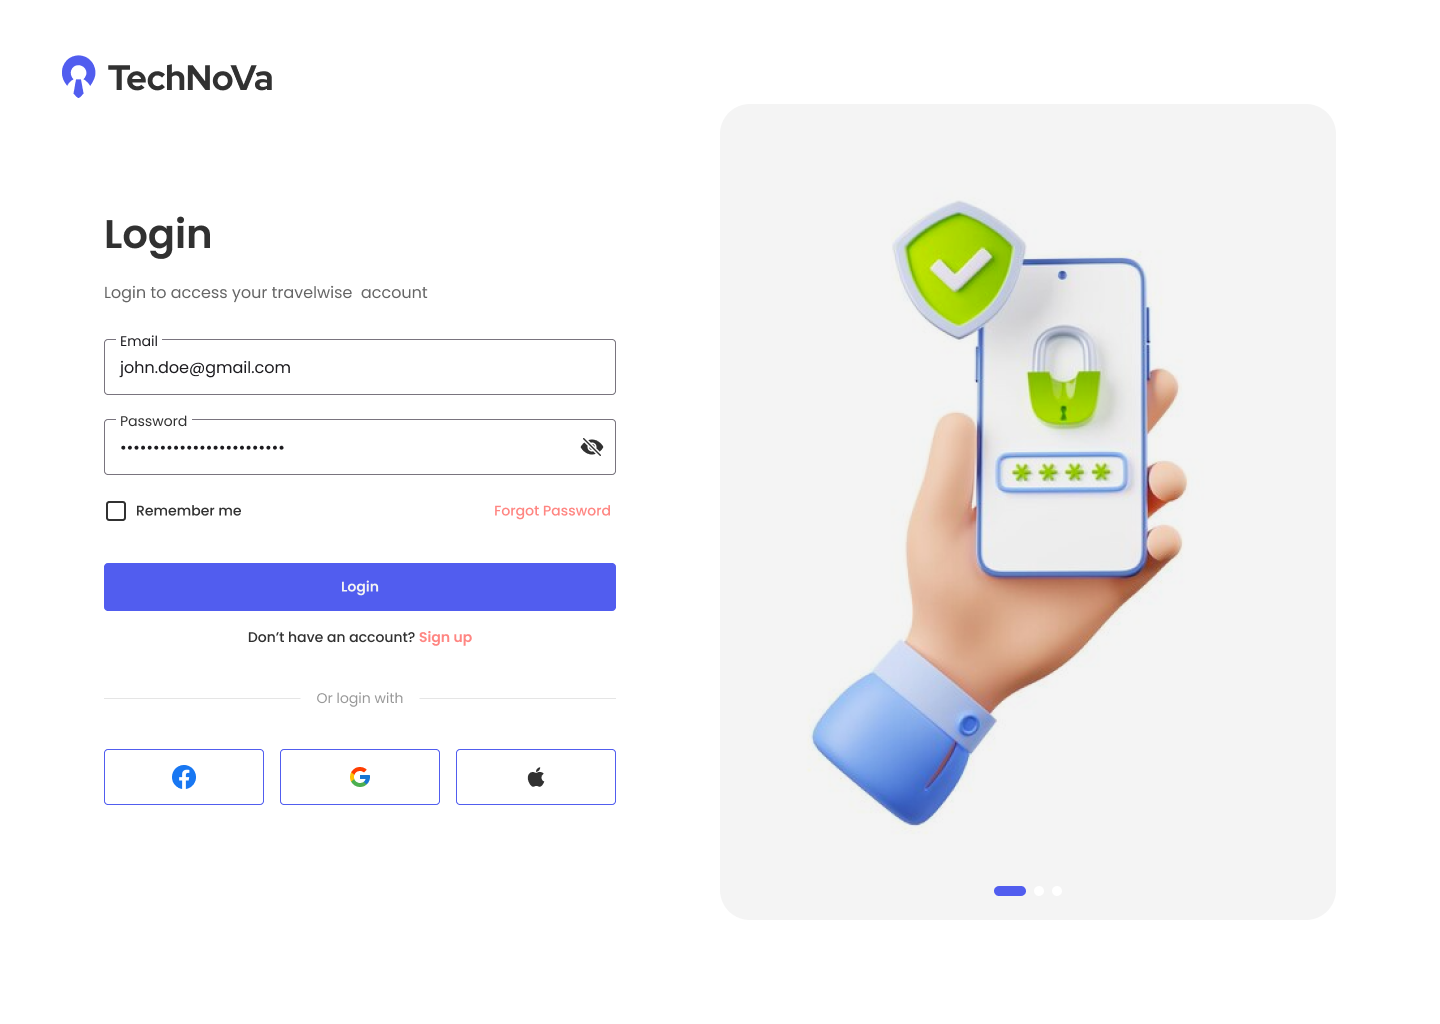 TechNoVa
Login
Login to access your travelwise  account
Email
john.doe@gmail.com
Password
•••••••••••••••••••••••••
Remember me
Forgot Password
Login
Don’t have an account? Sign up
Or login with
* * * *